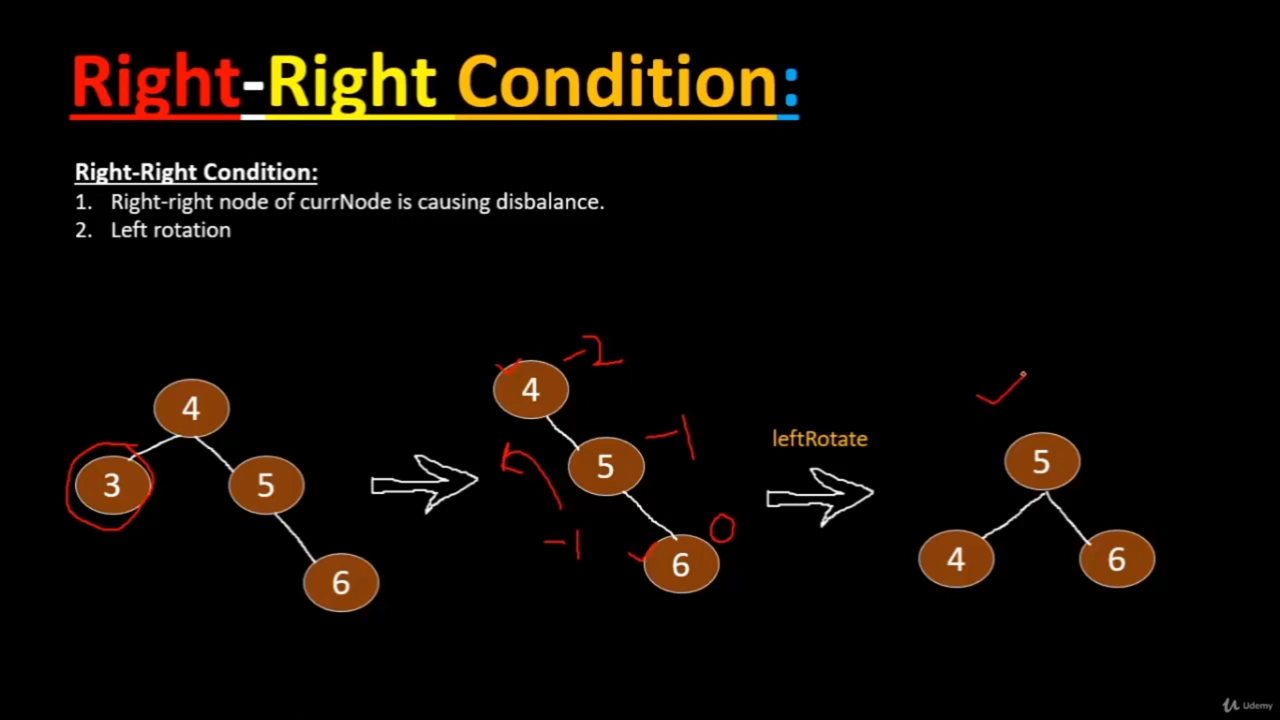 Right-Right Condition:
Right-Right Condition:
1. Right-right node of currNode is causing disbalance.
2. Left rotation
4
3
5
6
4
-2
5
-1
6
0
-1
leftRotate
5
4
6
Udemy